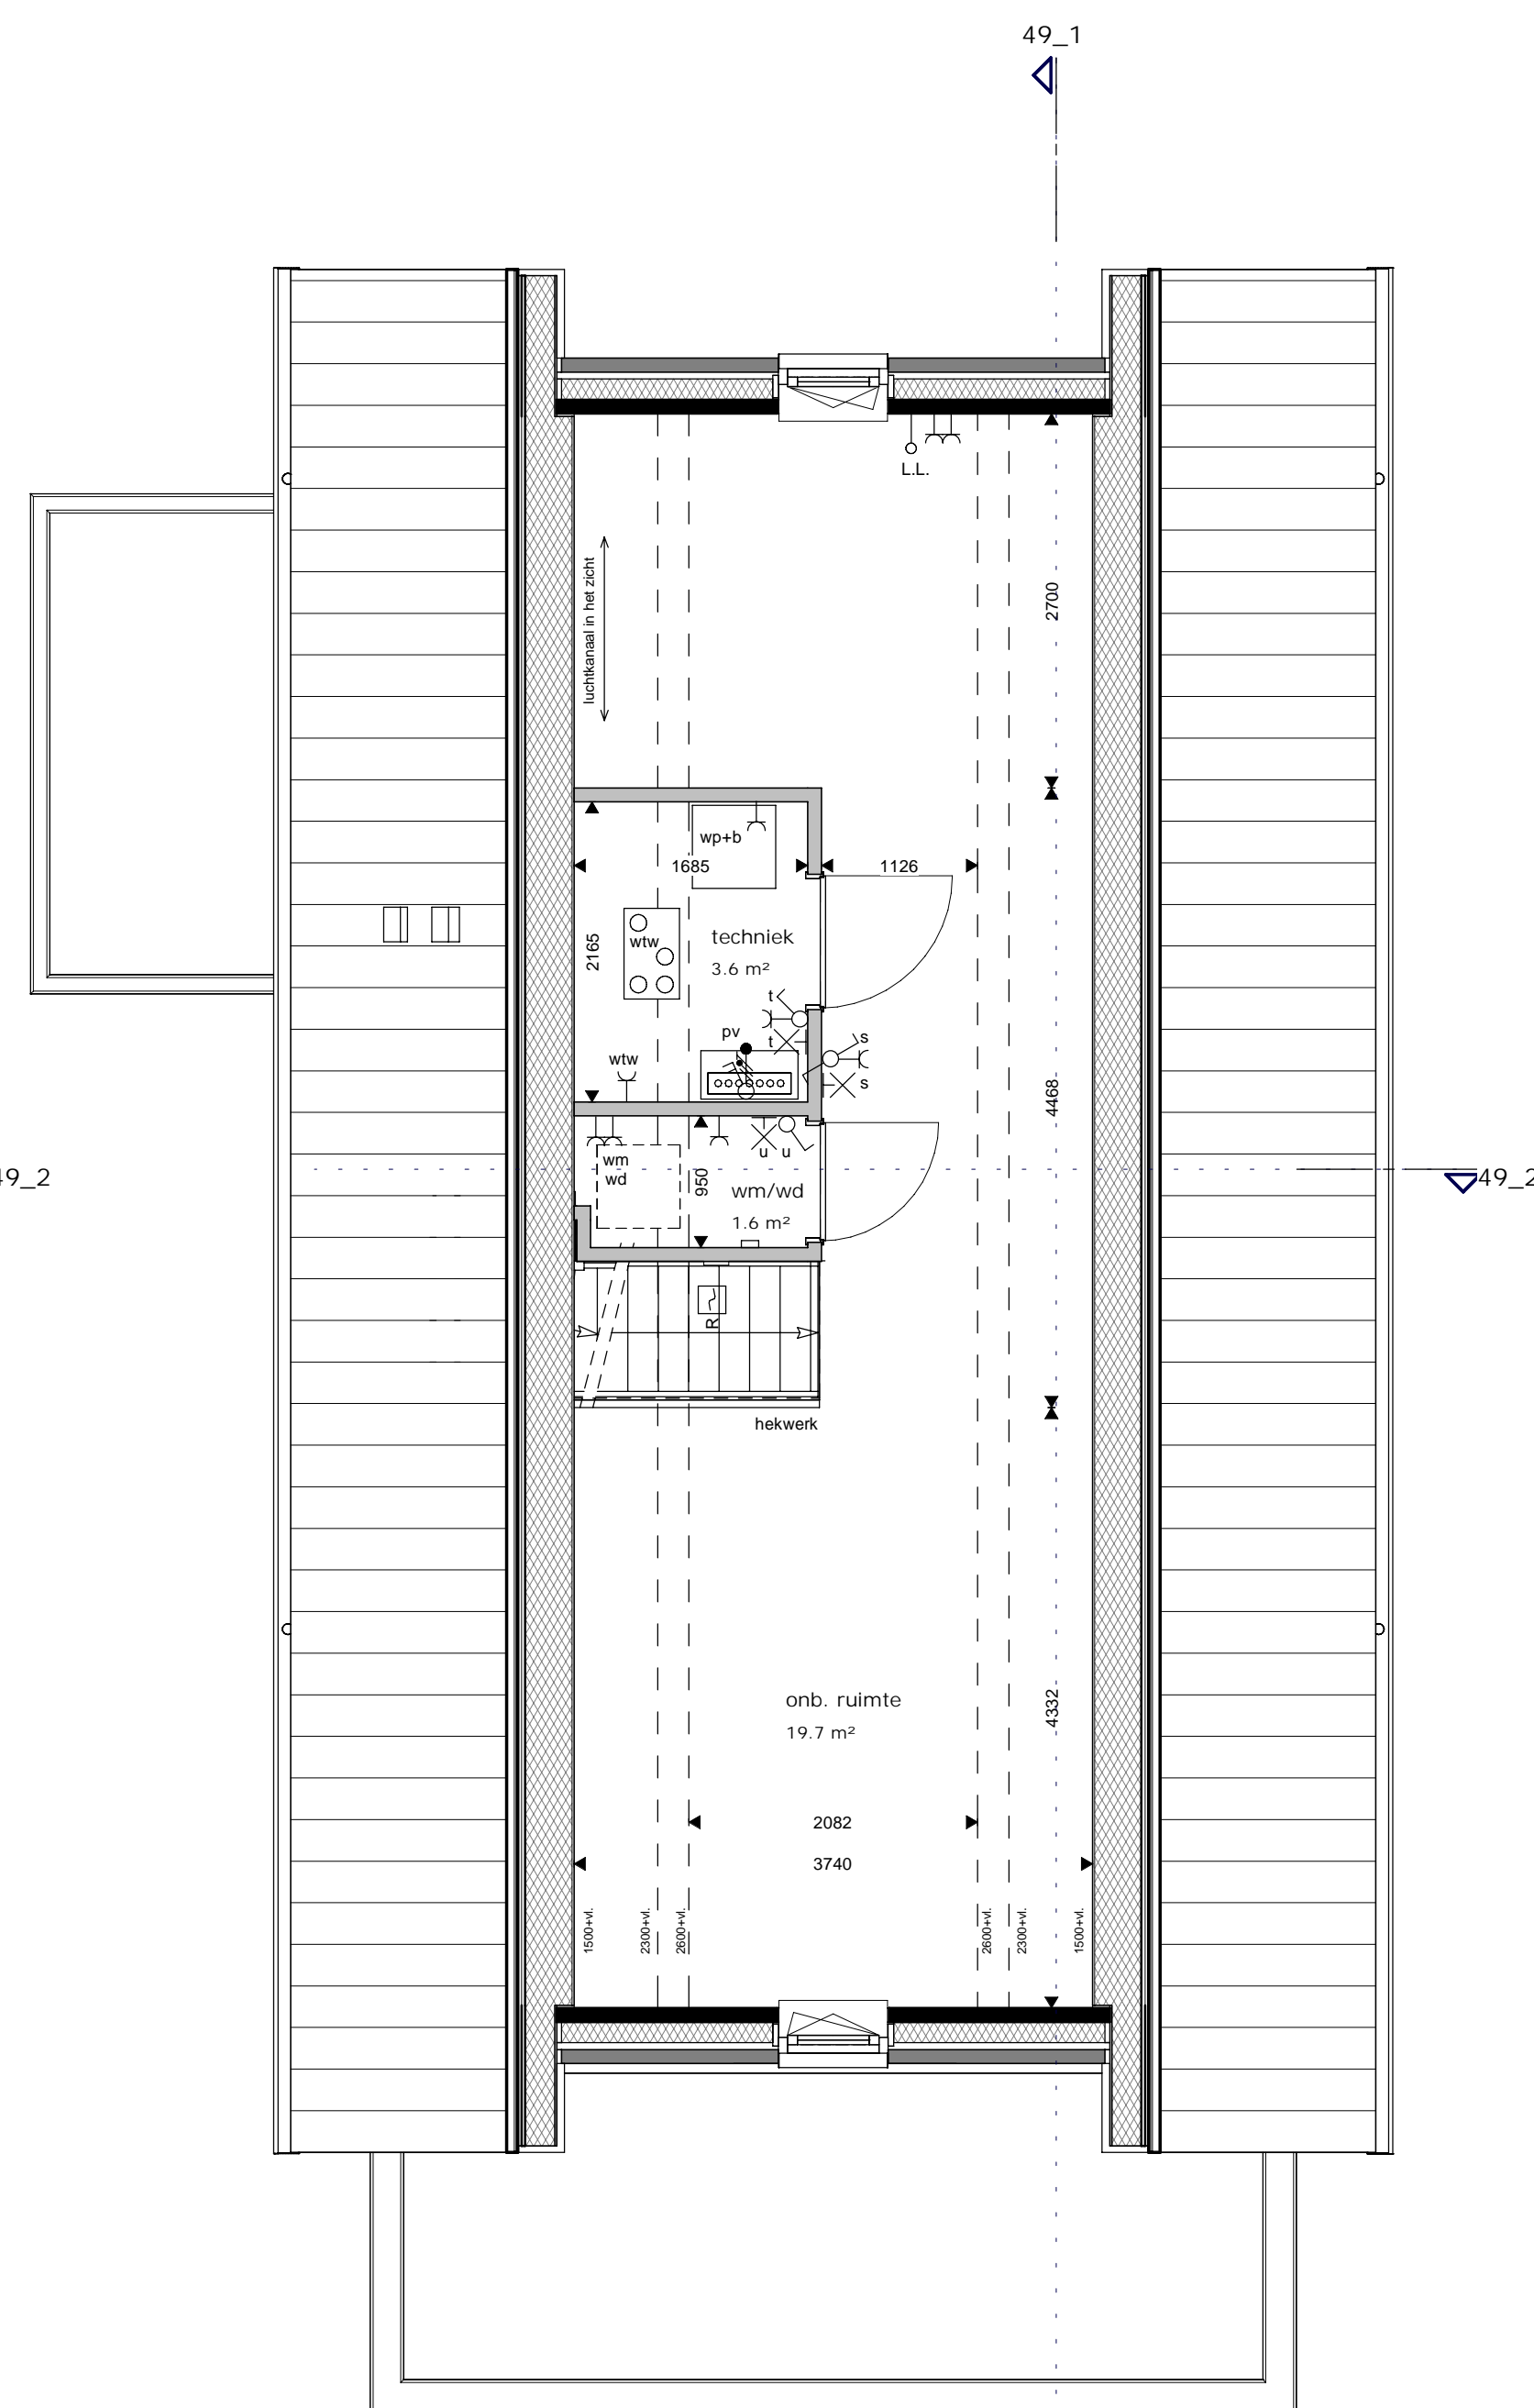 49_1
L.L.
luchtkanaal in het zicht
2700
wp+b
1685
1126
techniek
3.6 m²
wtw
2165
t
t
pv
s
s
wtw
4468
wm
wd
u u
950
wm/wd
1.6 m²
49_2
49_2
R
hekwerk
onb. ruimte
19.7 m²
4332
2082
3740
1500+vl.
2300+vl.
2600+vl.
2600+vl.
2300+vl.
1500+vl.